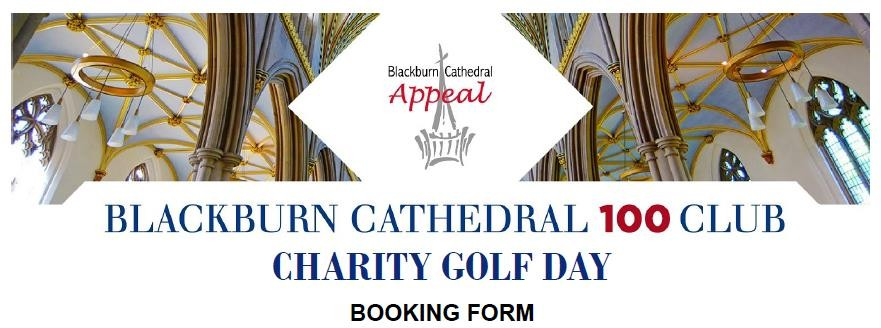 Blackburn Cathedral
Appeal
BLACKBURN CATHEDRAL 100 CLUB
CHARITY GOLF DAY
BOOKING FORM